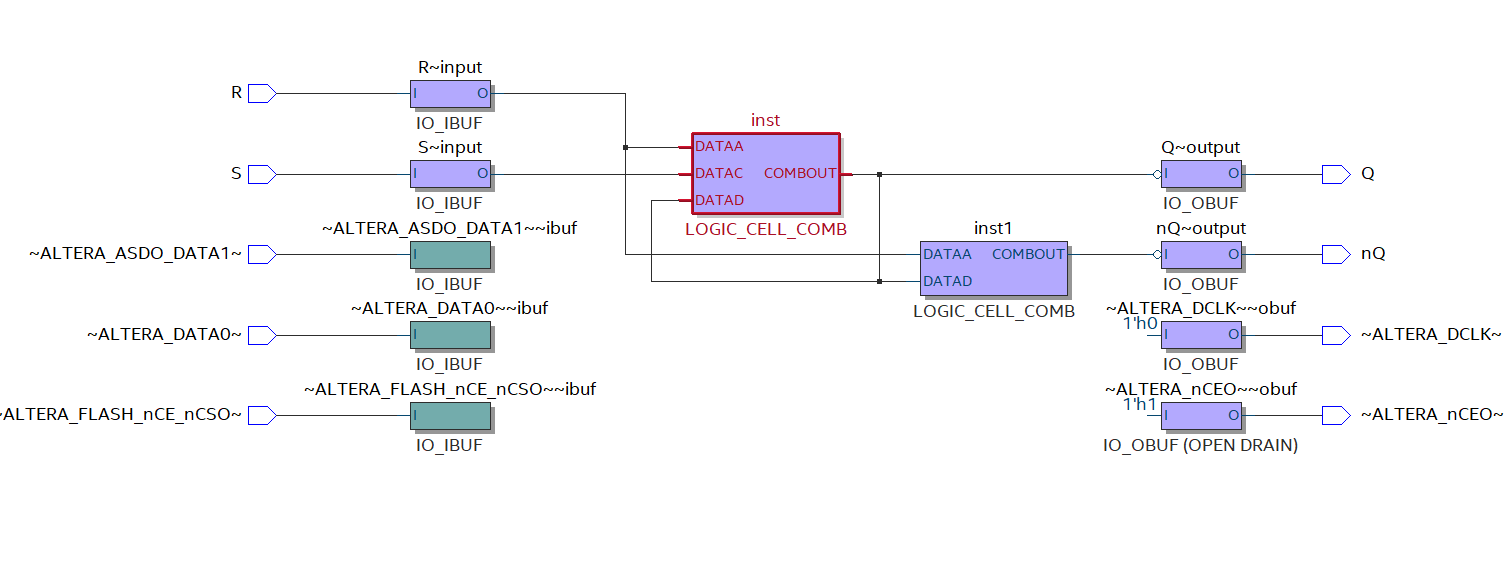 R~input
R
I
O
IO_IBUF
S~input
S
I
O
IO_IBUF
~ALTERA_ASDO_DATA1~~ibuf
~ALTERA_ASDO_DATA1~
I
IO_IBUF
~ALTERA_DATA0~~ibuf
~ALTERA_DATA0~
I
IO_IBUF
~ALTERA_FLASH_nCE_nCSO~~ibuf
~ALTERA_FLASH_nCE_nCSO~
I
IO_IBUF
inst
DATAA
DATAC COMBOUT
DATAD
LOGIC_CELL_COMB
inst1
DATAA COMBOUT
DATAD
LOGIC_CELL_COMB
Q~output
I
O
Q
IO_OBUF
nQ~output
I
O
nQ
IO_OBUF
~ALTERA_DCLK~~obuf
1'h0
I
O
~ALTERA_DCLK~
IO_OBUF
~ALTERA_nCEO~~obuf
1'h1
I
O
~ALTERA_nCEO~
IO_OBUF (OPEN DRAIN)